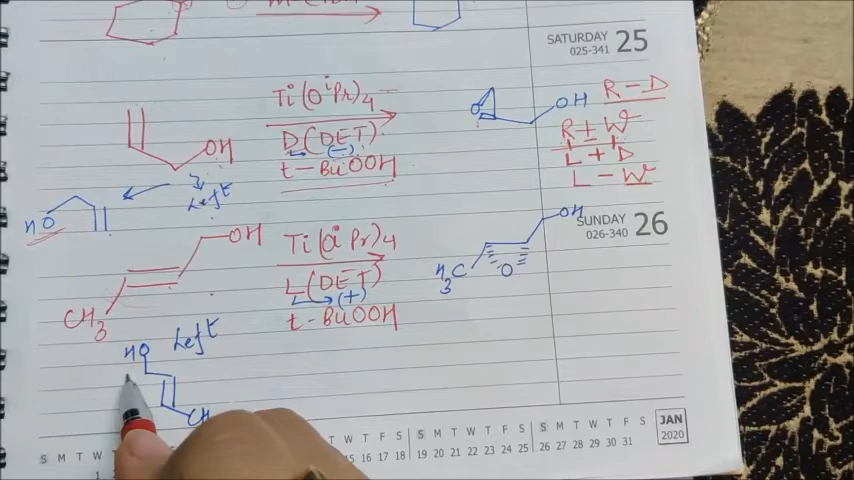 SATURDAY 25
025-341
Ti(OiPr)4
D(DET)
(-)
t-BuOOH
OH
Left
HO
O
OH
R-D
R+W
L+D
L-W
SUNDAY 26
026-340
OH
CH3
Ti(OiPr)4
L(DET)
(+)
t-BuOOH
OH
H3C
O
Left
HO
CH
S M T W
T W T F S S M T W T F S S M T W T F S
15 16 17 18 19 20 21 22 23 24 25 26 27 28 29 30 31
JAN
2020